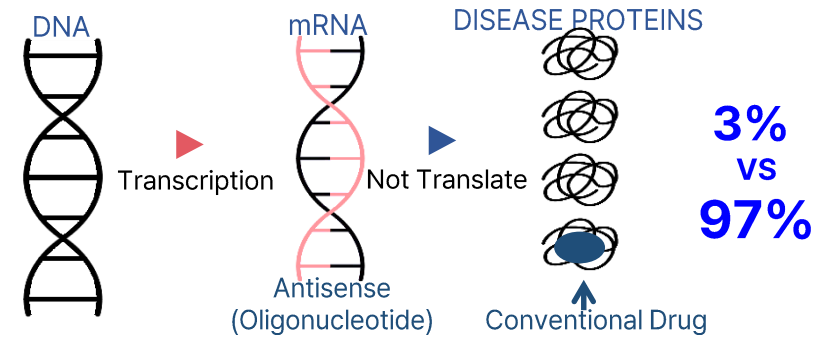 DNA
mRNA
DISEASE PROTEINS
Transcription
Not Translate
Antisense
(Oligonucleotide)
Conventional Drug
3%
vs
97%